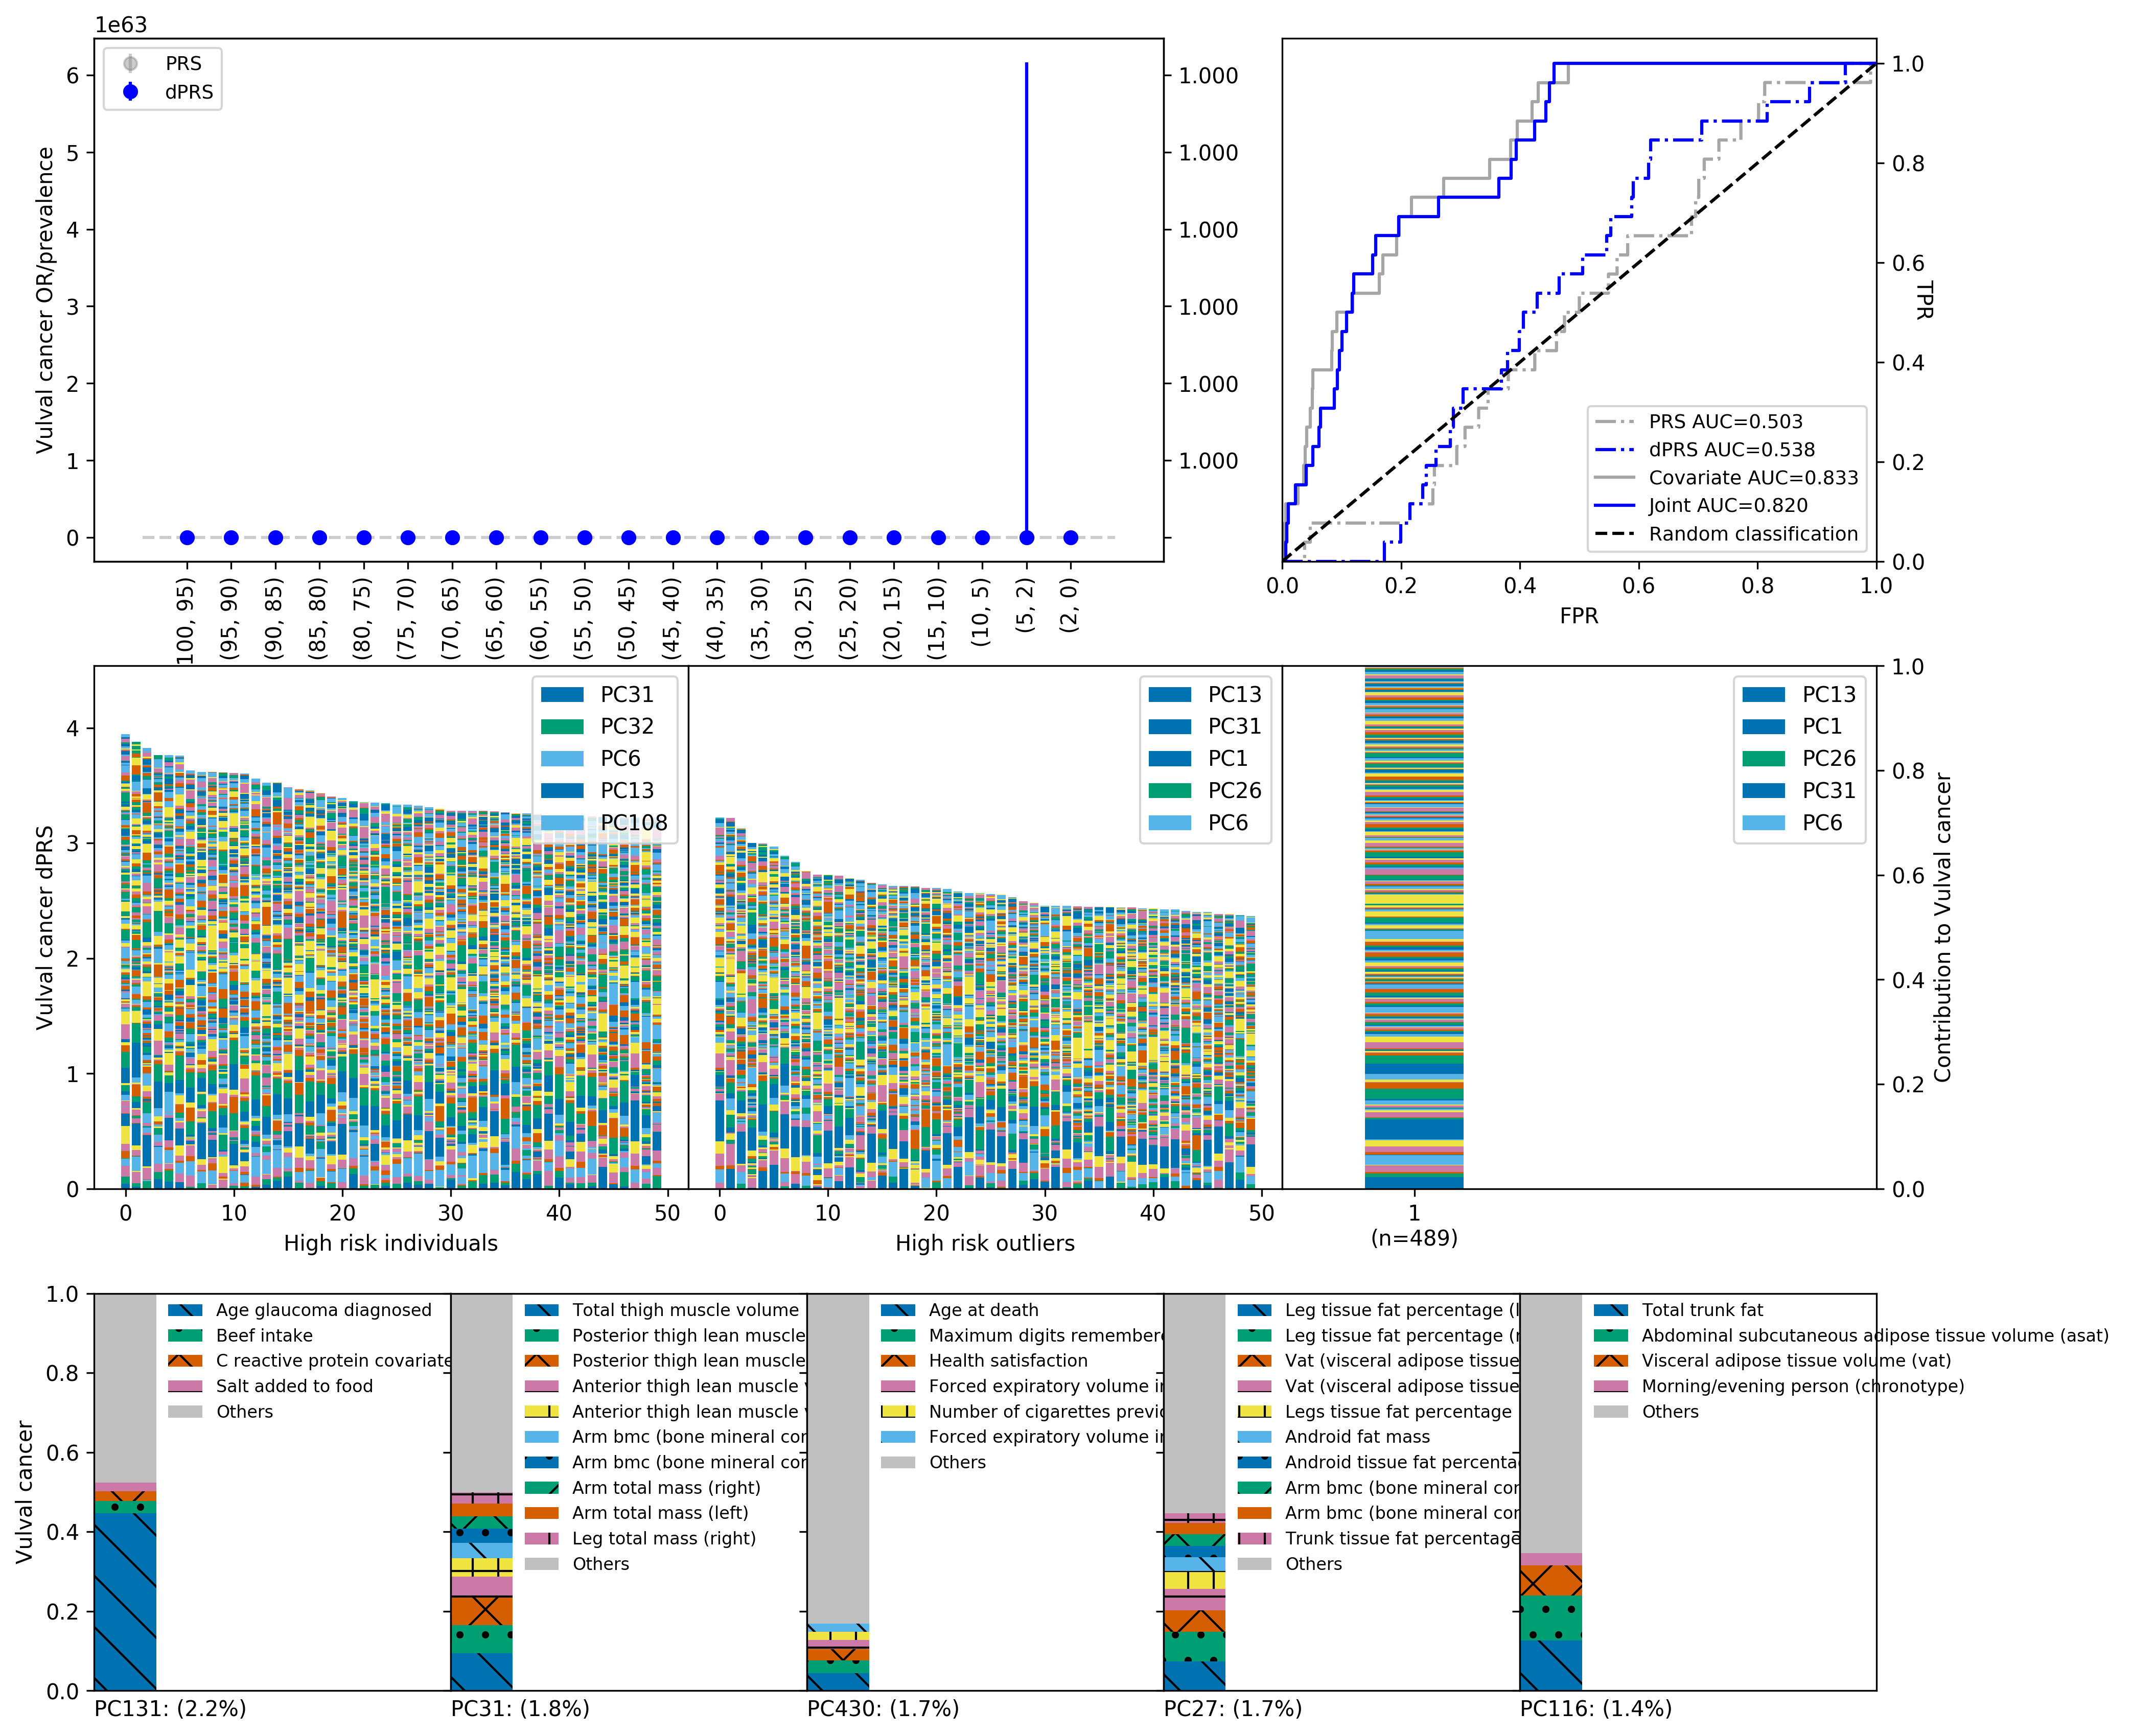 1e63
PRS
dPRS
6
5
4
3
2
1
0
Vulval cancer OR/prevalence
1.000
1.000
1.000
1.000
1.000
1.000
100, 95)
(95, 90)
(90, 85)
(85, 80)
(80, 75)
(75, 70)
(70, 65)
(65, 60)
(60, 55)
(55, 50)
(50, 45)
(45, 40)
(40, 35)
(35, 30)
(30, 25)
(25, 20)
(20, 15)
(15, 10)
(10, 5)
(5, 2)
(2, 0)
1.0
0.8
0.6
0.4
0.2
0.0
TPR
PRS AUC=0.503
dPRS AUC=0.538
Covariate AUC=0.833
Joint AUC=0.820
Random classification
0.0 0.2 0.4 0.6 0.8 1.0
FPR
4
3
2
1
0
Vulval cancer dPRS
PC31
PC32
PC6
PC13
PC108
0 10 20 30 40 50
High risk individuals
PC13
PC31
PC1
PC26
PC6
0 10 20 30 40 50
High risk outliers
PC13
PC1
PC26
PC31
PC6
1
(n=489)
1.0
0.8
0.6
0.4
0.2
0.0
Contribution to Vulval cancer
1.0
0.8
0.6
0.4
0.2
0.0
Vulval cancer
Age glaucoma diagnosed
Beef intake
C reactive protein covariate
Salt added to food
Others
PC131: (2.2%)
Total thigh muscle volume
Posterior thigh lean muscle
Posterior thigh lean muscle
Anterior thigh lean muscle
Anterior thigh lean muscle
Arm bmc (bone mineral cor
Arm bmc (bone mineral cor
Arm total mass (right)
Arm total mass (left)
Leg total mass (right)
Others
PC31: (1.8%)
Age at death
Maximum digits remembere
Health satisfaction
Forced expiratory volume i
Number of cigarettes previo
Forced expiratory volume i
Others
PC430: (1.7%)
Leg tissue fat percentage (l
Leg tissue fat percentage (r
Vat (visceral adipose tissue
Vat (visceral adipose tissue
Legs tissue fat percentage
Android fat mass
Android tissue fat percenta
Arm bmc (bone mineral cor
Arm bmc (bone mineral cor
Trunk tissue fat percentage
Others
PC27: (1.7%)
Total trunk fat
Abdominal subcutaneous adipose tissue volume (asat)
Visceral adipose tissue volume (vat)
Morning/evening person (chronotype)
Others
PC116: (1.4%)